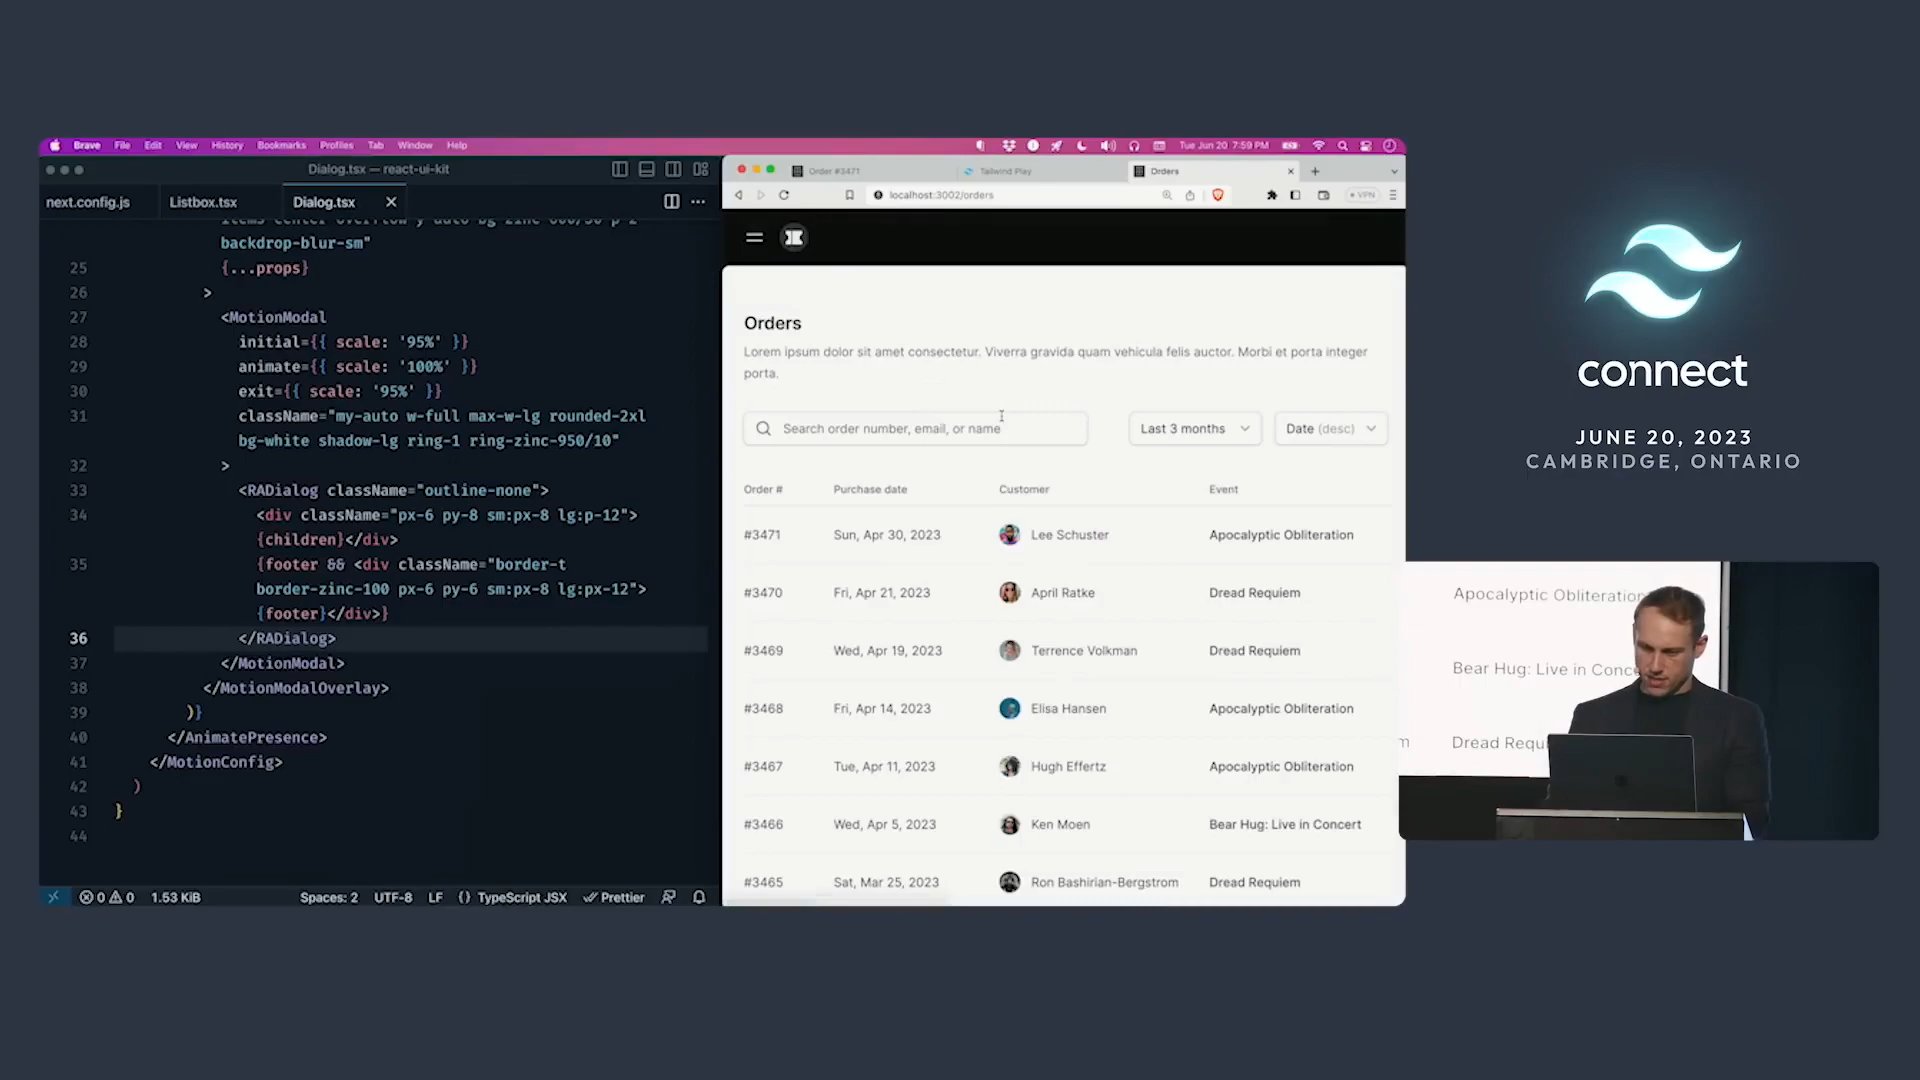 Brave File Edit View History Bookmarks Profiles Tab Window Help
Tue Jun 20 7:59 PM
Dialog.tsx — react-ui-kit
next.config.js Listbox.tsx Dialog.tsx
backdrop-blur-sm"
25 {...props}
26 >
27 <MotionModal
28 initial={{ scale: '95%' }}
29 animate={{ scale: '100%' }}
30 exit={{ scale: '95%' }}
31 className="my-auto w-full max-w-lg rounded-2xl
bg-white shadow-lg ring-1 ring-zinc-950/10"
32 >
33 <RADialog className="outline-none">
34 <div className="px-6 py-8 sm:px-8 lg:p-12">
{children}</div>
35 {footer && <div className="border-t
border-zinc-100 px-6 py-6 sm:px-8 lg:px-12">
{footer}</div>}
36 </RADialog>
37 </MotionModal>
38 </MotionModalOverlay>
39 )}
40 </AnimatePresence>
41 </MotionConfig>
42 )
43 }
44
0 0 1.53 KiB Spaces: 2 UTF-8 LF {} TypeScript JSX Prettier
Order #3471 Tailwind Play Orders
localhost:3002/orders VPN
Orders
Lorem ipsum dolor sit amet consectetur. Viverra gravida quam vehicula felis auctor. Morbi et porta integer
porta.
Search order number, email, or name Last 3 months Date (desc)
Order # Purchase date Customer Event
#3471 Sun, Apr 30, 2023 Lee Schuster Apocalyptic Obliteration
#3470 Fri, Apr 21, 2023 April Ratke Dread Requiem
#3469 Wed, Apr 19, 2023 Terrence Volkman Dread Requiem
#3468 Fri, Apr 14, 2023 Elisa Hansen Apocalyptic Obliteration
#3467 Tue, Apr 11, 2023 Hugh Effertz Apocalyptic Obliteration
#3466 Wed, Apr 5, 2023 Ken Moen Bear Hug: Live in Concert
#3465 Sat, Mar 25, 2023 Ron Bashirian-Bergstrom Dread Requiem
connect
JUNE 20, 2023
CAMBRIDGE, ONTARIO
Apocalyptic Obliteration
Bear Hug: Live in Conc
m Dread Requ